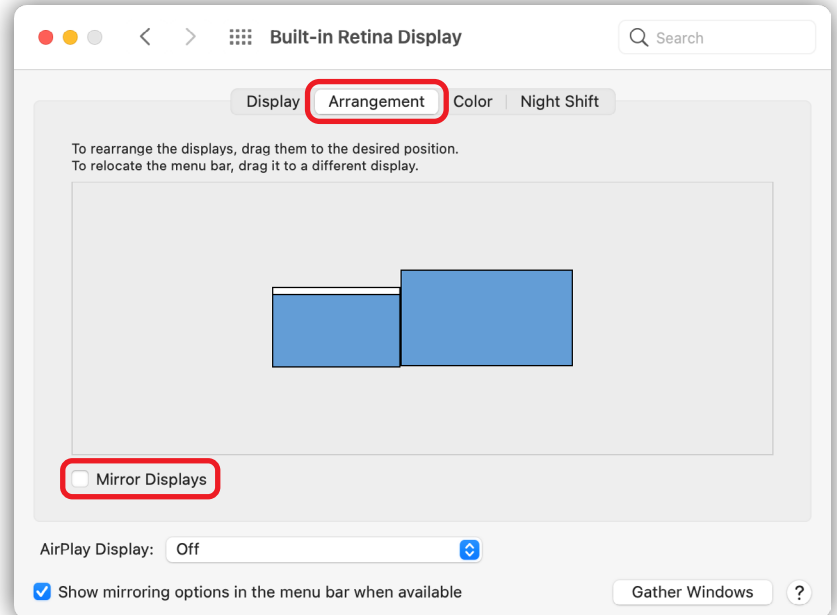 Built-in Retina Display
Search
Display Arrangement Color Night Shift
To rearrange the displays, drag them to the desired position.
To relocate the menu bar, drag it to a different display.
Mirror Displays
AirPlay Display: Off
Show mirroring options in the menu bar when available
Gather Windows ?